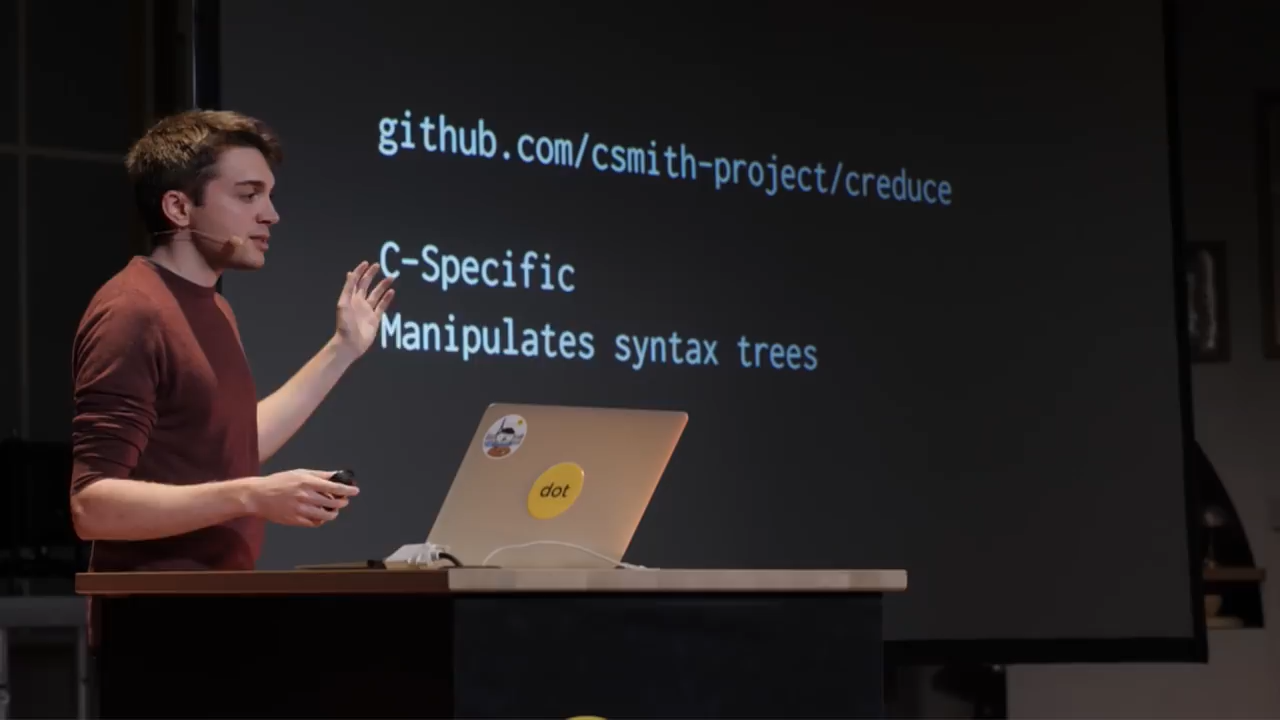 github.com/csmith-project/creduce
C-Specific
Manipulates syntax trees
dot